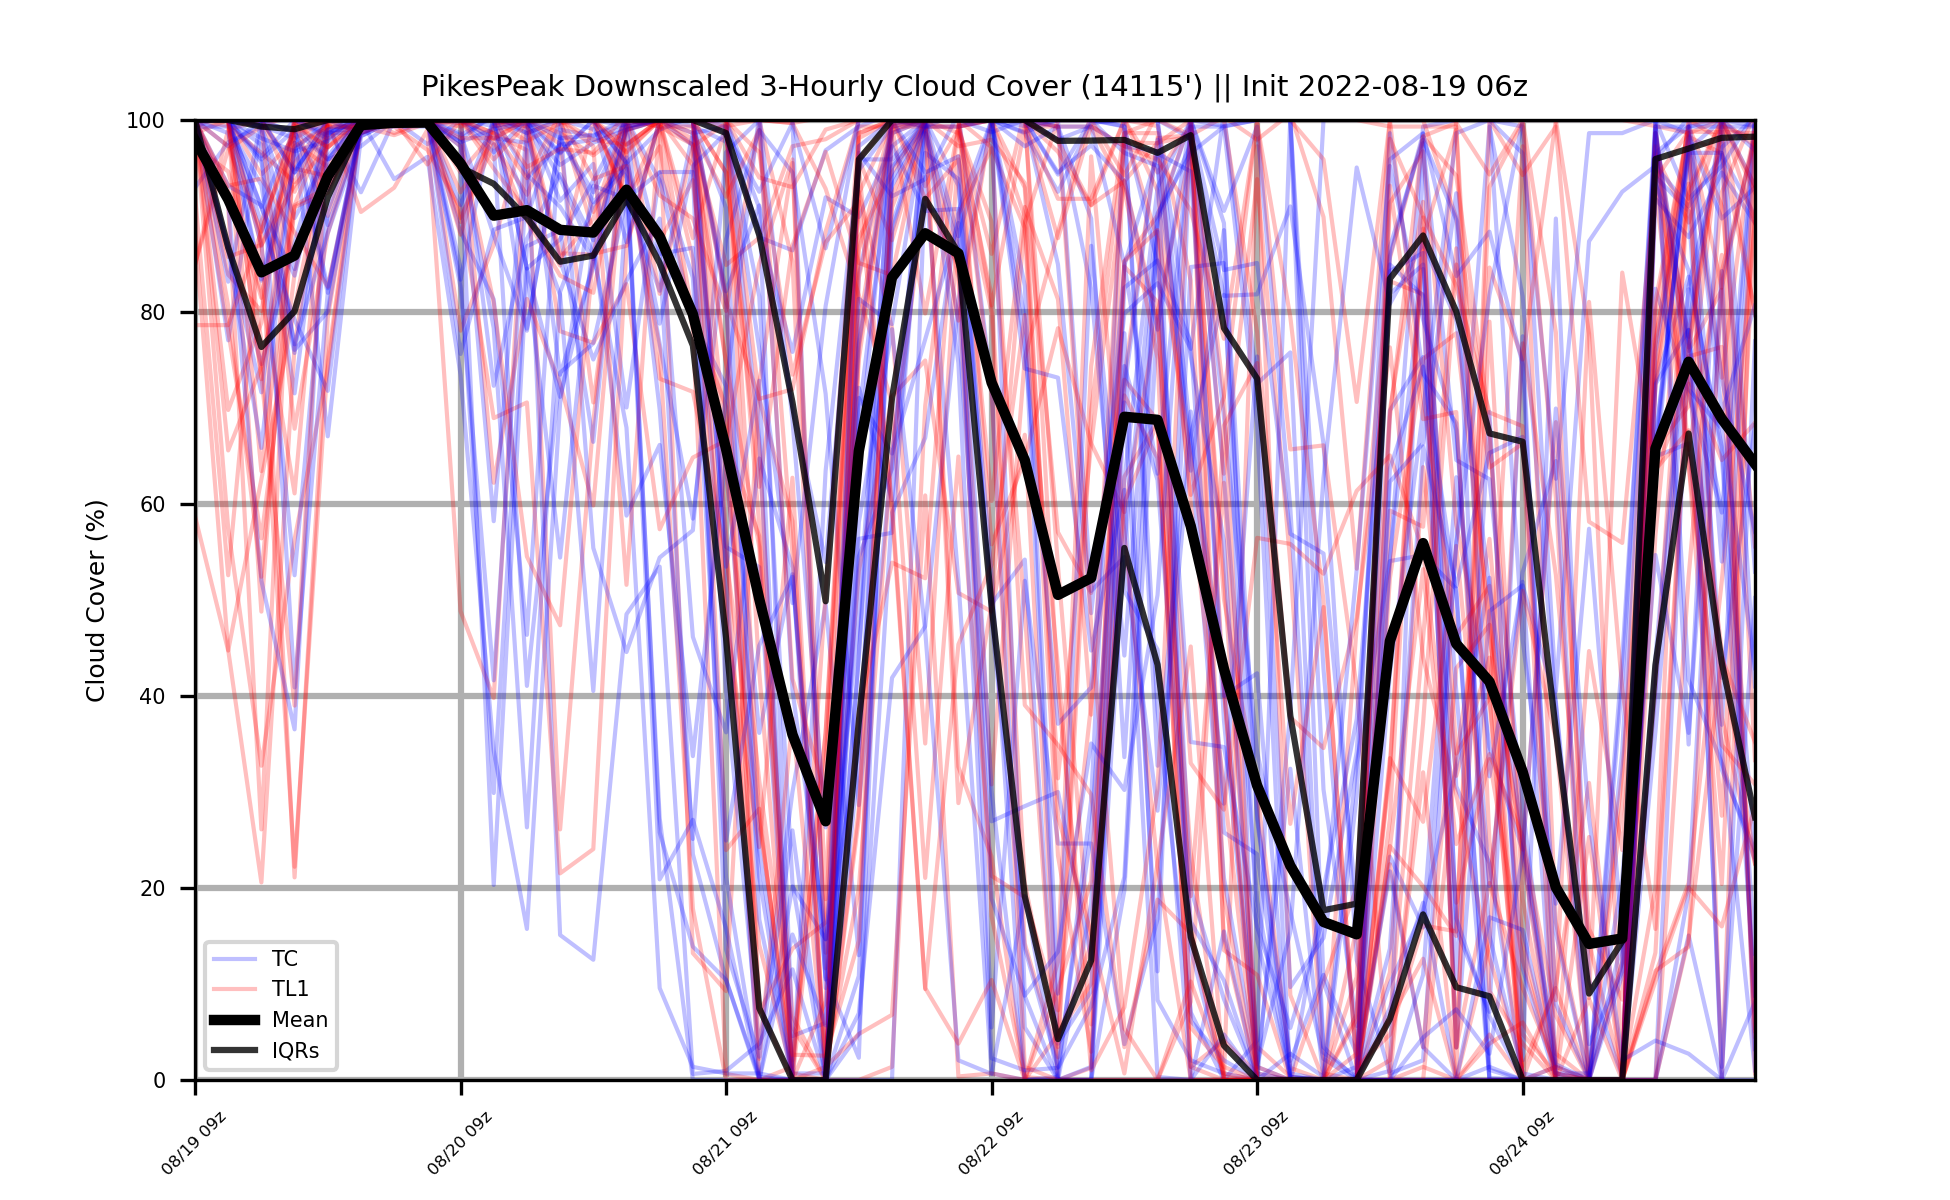 PikesPeak Downscaled 3-Hourly Cloud Cover (14115') || Init 2022-08-19 06z
Cloud Cover (%)
100
80
60
40
20
0
TC
TL1
Mean
IQRs
08/19 09z
08/20 09z
08/21 09z
08/22 09z
08/23 09z
08/24 09z